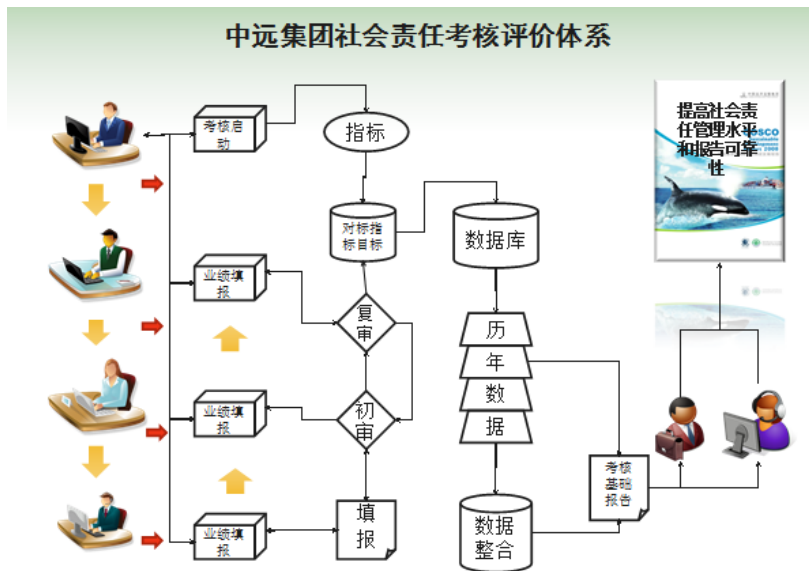 中远集团社会责任考核评价体系
考核启
动
指标
提高社会责
任管理水平
和报告可靠
性
对标指
标目标
数据库
业绩填
报
复
审
历
年
数
据
业绩填
报
初
审
业绩填
报
填
报
数据
整合
考核
基础
报告